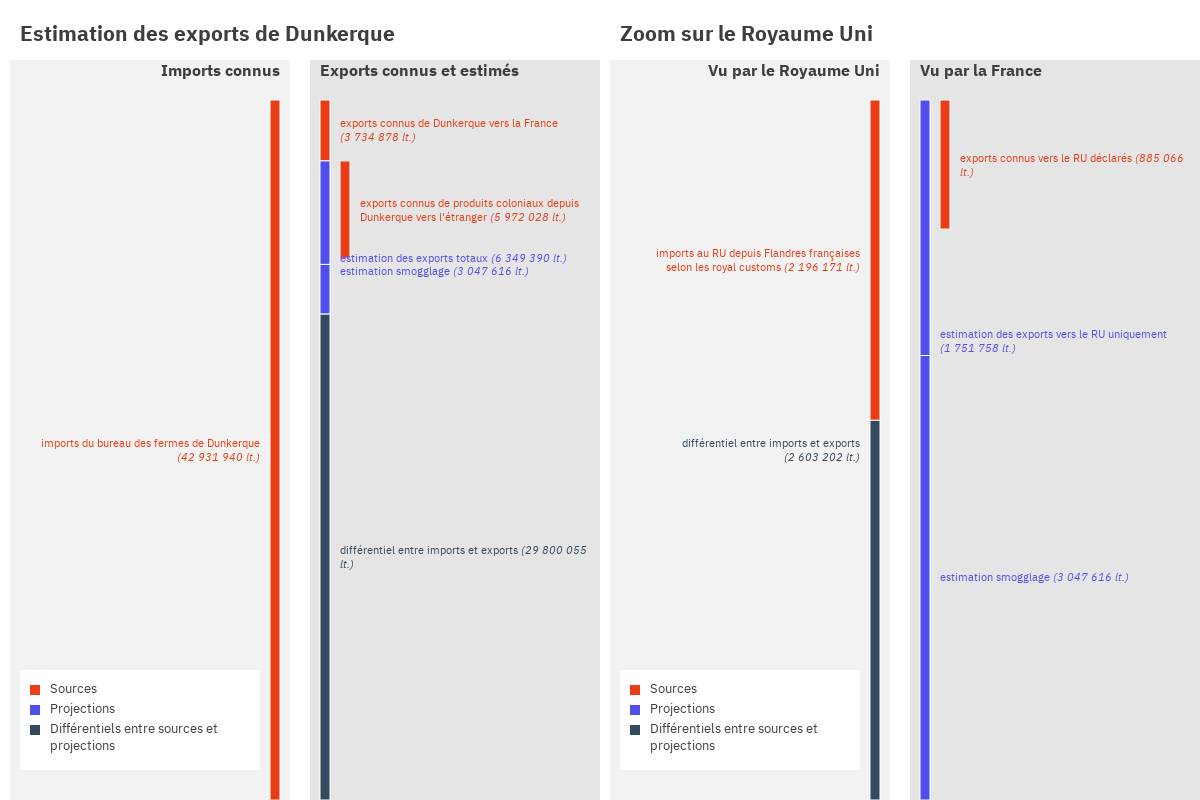 Estimation des exports de Dunkerque
Imports connus
imports du bureau des fermes de Dunkerque
(42 931 940 lt.)
Sources
Projections
Différentiels entre sources et
projections
Exports connus et estimés
exports connus de Dunkerque vers la France
(3 734 878 lt.)
exports connus de produits coloniaux depuis
Dunkerque vers l'étranger (5 972 028 lt.)
estimation des exports totaux (6 349 390 lt.)
estimation smogglage (3 047 616 lt.)
différentiel entre imports et exports (29 800 055
lt.)
Zoom sur le Royaume Uni
Vu par le Royaume Uni
imports au RU depuis Flandres françaises
selon les royal customs (2 196 171 lt.)
différentiel entre imports et exports
(2 603 202 lt.)
Sources
Projections
Différentiels entre sources et
projections
Vu par la France
exports connus vers le RU déclarés (885 066
lt.)
estimation des exports vers le RU uniquement
(1 751 758 lt.)
estimation smogglage (3 047 616 lt.)